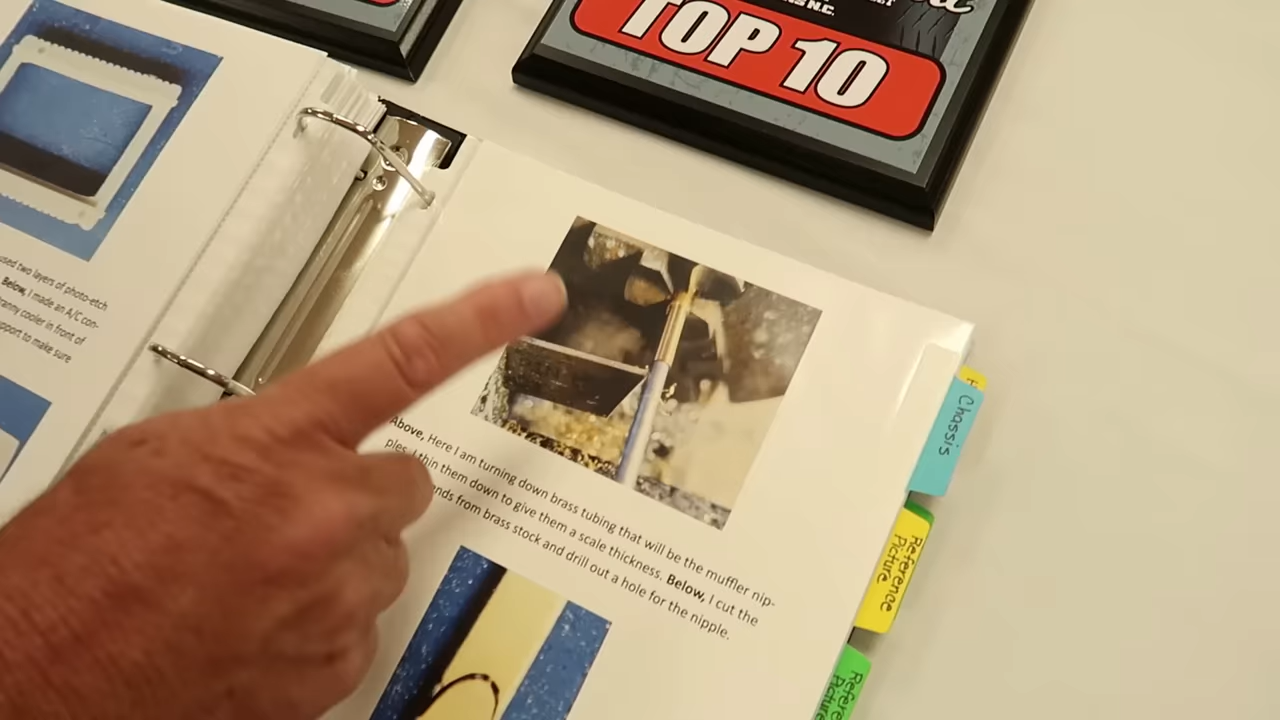 TOP 10
used two layers of photo-etch
Below, I made an A/C con-
tranny cooler in front of
support to make sure
Above, Here I am turning down brass tubing that will be the muffler nip-
ples. I thin them down to give them a scale thickness. Below, I cut the
ends from brass stock and drill out a hole for the nipple.
Chassis
Reference
Picture
Picture